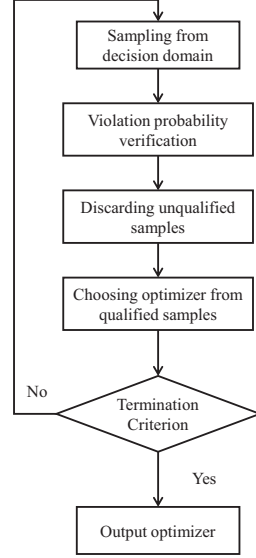 Sampling from
decision domain
Violation probability
verification
Discarding unqualified
samples
Choosing optimizer from
qualified samples
Termination
Criterion
No
Yes
Output optimizer